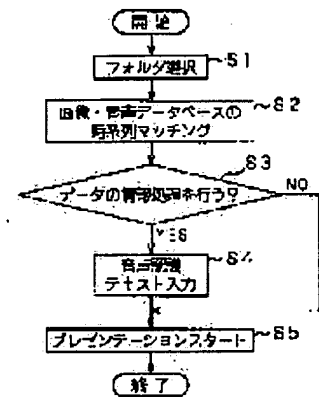 開始
フォルダ選択
S1
画像・音声データベースの
時系列マッチング
S2
S3
データの 処理を行う?
NO
YES
S4
音声認識
テキスト入力
プレゼンテーションスタート
S5
終了